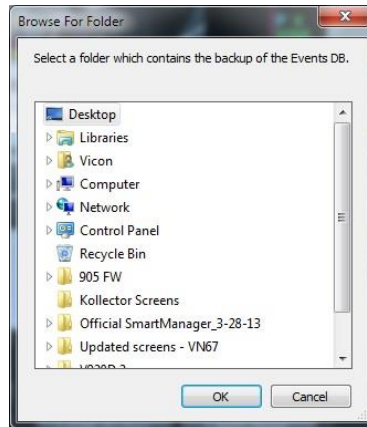 Browse For Folder
Select a folder which contains the backup of the Events DB.
Desktop
Libraries
Vicon
Computer
Network
Control Panel
Recycle Bin
905 FW
Kollector Screens
Official SmartManager_3-28-13
Updated screens - VN67
OK
Cancel